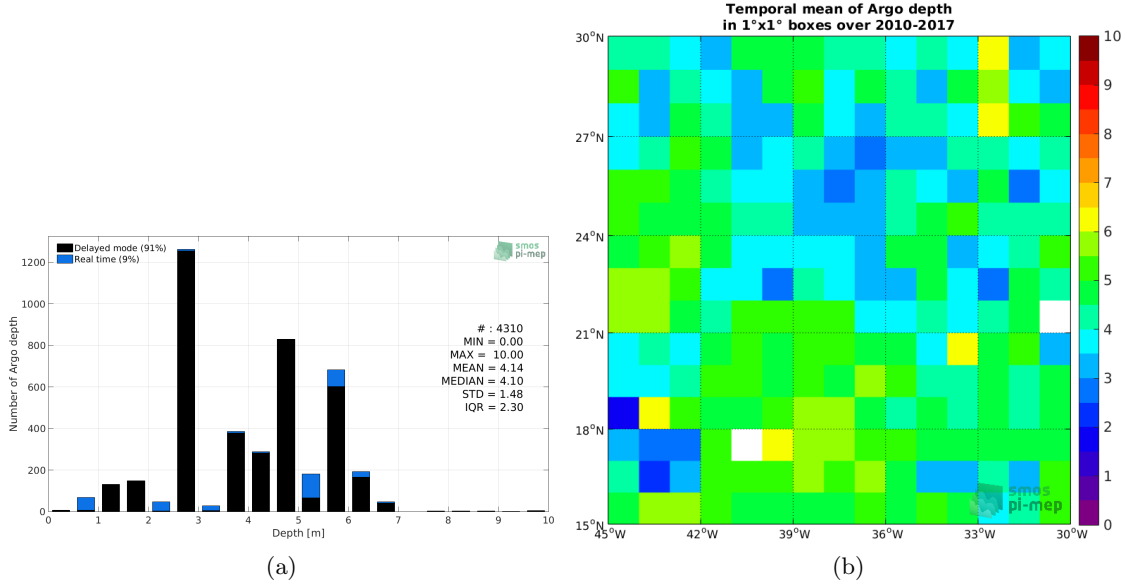 Delayed mode (91%)
Real time (9%)
smos
pi-mep
Number of Argo depth
1200
1000
800
600
400
200
0
# : 4310
MIN = 0.00
MAX = 10.00
MEAN = 4.14
MEDIAN = 4.10
STD = 1.48
IQR = 2.30
0 1 2 3 4 5 6 7 8 9 10
Depth [m]
(a)
Temporal mean of Argo depth
in 1°x1° boxes over 2010-2017
30°N
27°N
24°N
21°N
18°N
15°N
45°W 42°W 39°W 36°W 33°W 30°W
smos
pi-mep
10
9
8
7
6
5
4
3
2
1
0
(b)